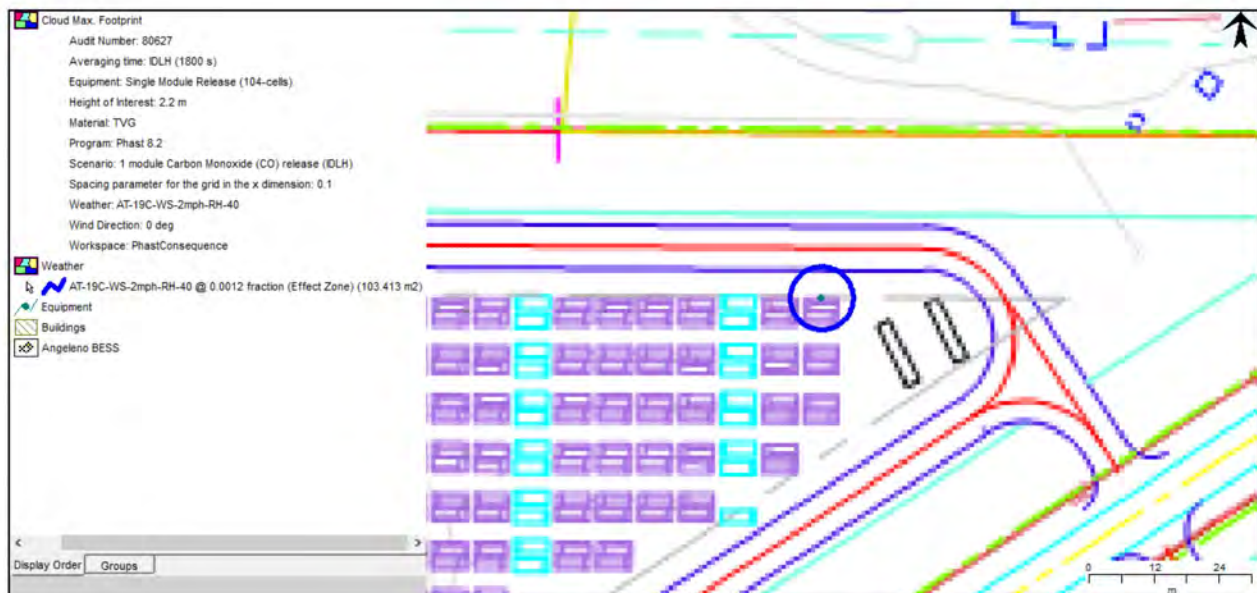 Cloud Max. Footprint
Audit Number: 80627
Averaging time: IDLH (1800 s)
Equipment: Single Module Release (104-cells)
Height of Interest: 2.2 m
Material: TVG
Program: Phast 8.2
Scenario: 1 module Carbon Monoxide (CO) release (IDLH)
Spacing parameter for the grid in the x dimension: 0.1
Weather: AT-19C-WS-2mph-RH-40
Wind Direction: 0 deg
Workspace: PhastConsequence
Weather
AT-19C-WS-2mph-RH-40 @ 0.0012 fraction (Effect Zone) (103.413 m2)
Equipment
Buildings
Angeleno BESS
Display Order Groups
0 12 24
m